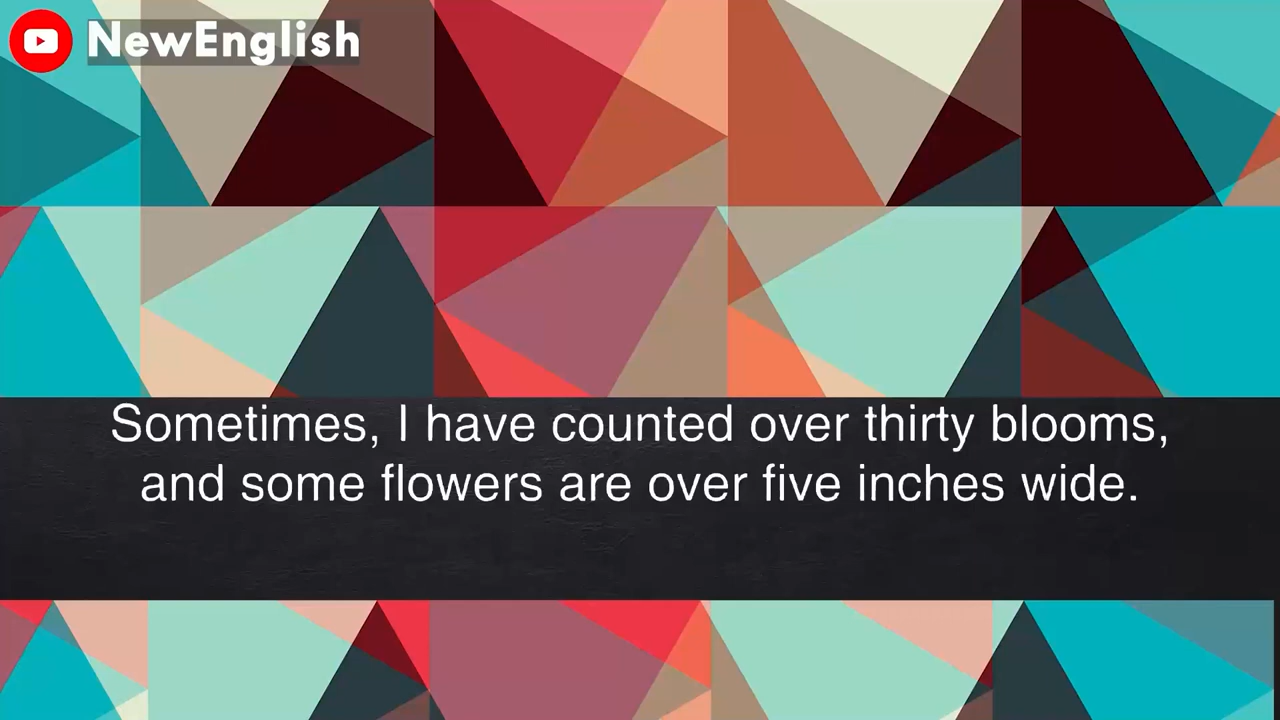 NewEnglish
Sometimes, I have counted over thirty blooms,
and some flowers are over five inches wide.